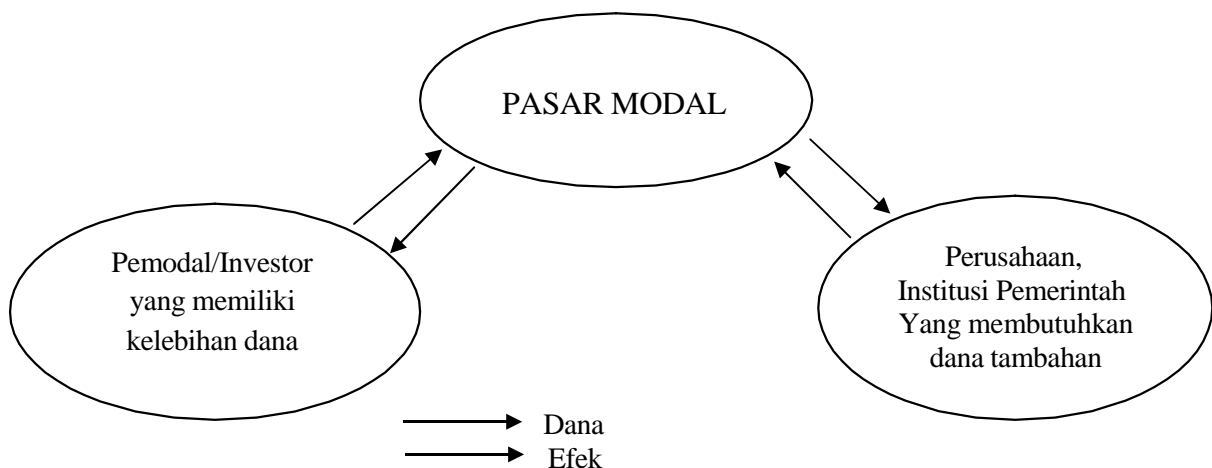 PASAR MODAL
Pemodal/Investor
yang memiliki
kelebihan dana
Perusahaan,
Institusi Pemerintah
Yang membutuhkan
dana tambahan
Dana
Efek